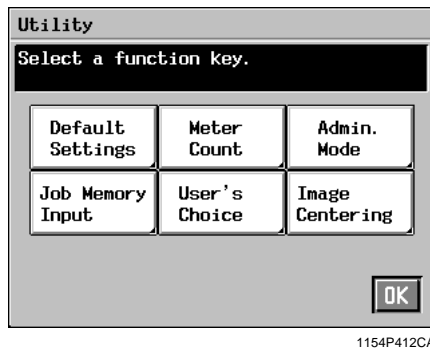 Utility
Select a function key.
Default
Settings
Meter
Count
Admin.
Mode
Job Memory
Input
User's
Choice
Image
Centering
OK
1154P412CA